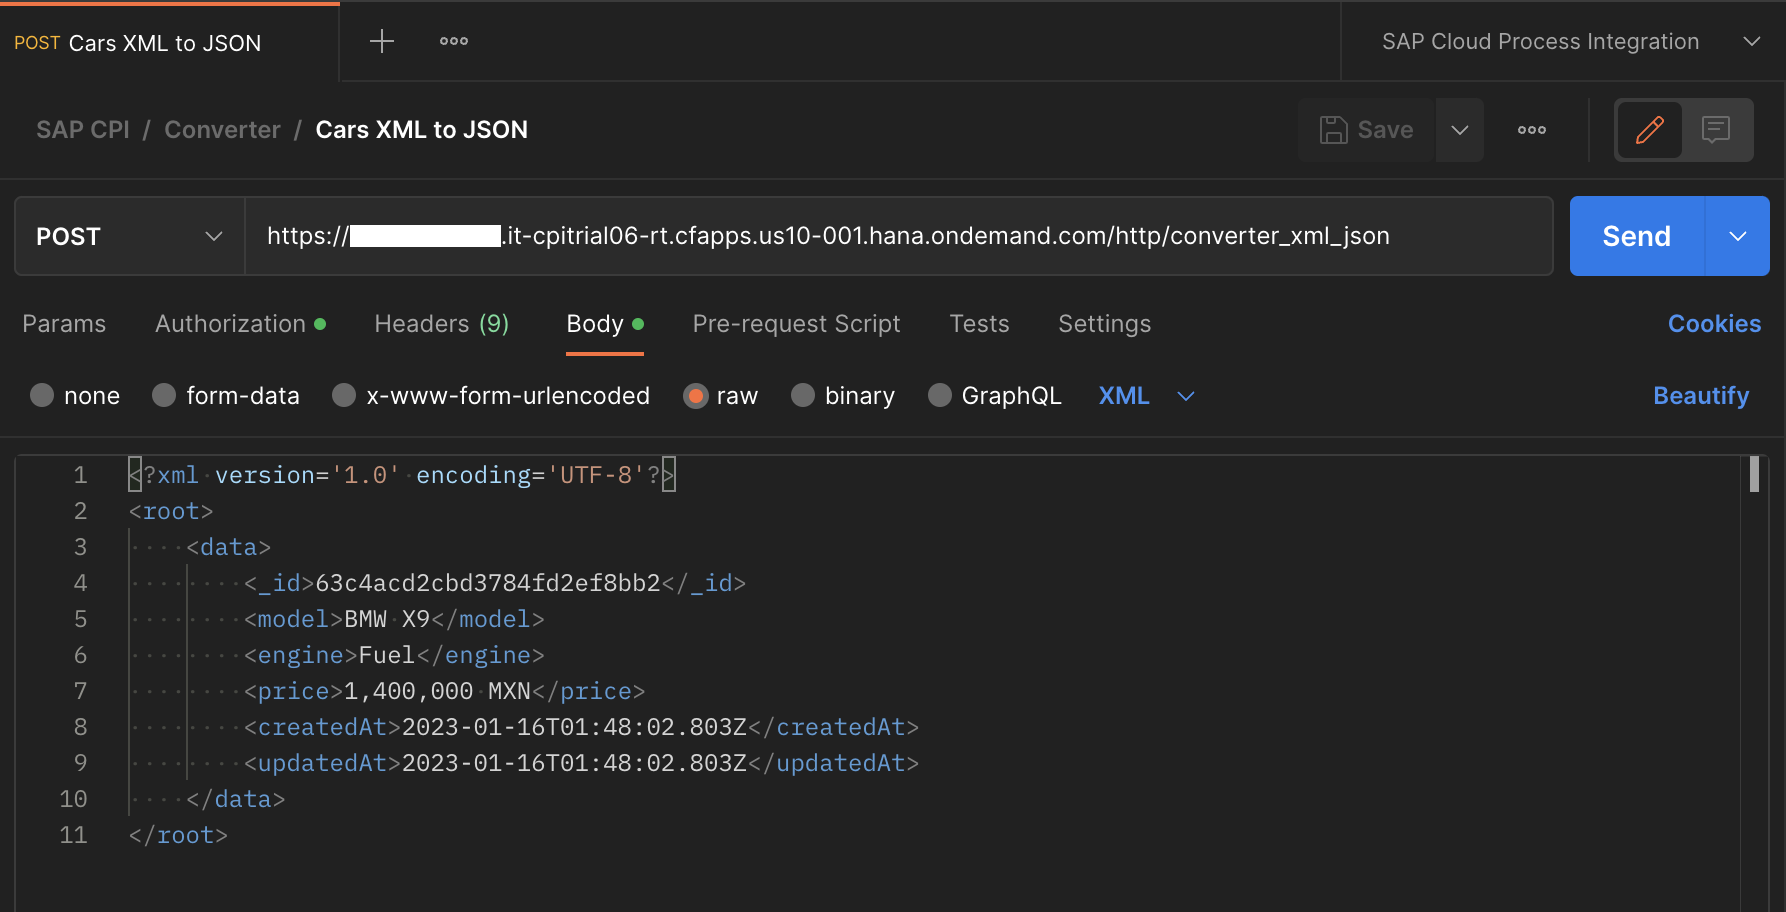 POST Cars XML to JSON
SAP Cloud Process Integration
SAP CPI / Converter / Cars XML to JSON
Save
POST
https://.it-cpitrial06-rt.cfapps.us10-001.hana.ondemand.com/http/converter_xml_json
Send
Params Authorization Headers (9) Body Pre-request Script Tests Settings Cookies
none form-data x-www-form-urlencoded raw binary GraphQL XML Beautify
1 <?xml version='1.0' encoding='UTF-8'?>
2 <root>
3 <data>
4 <_id>63c4acd2cbd3784fd2ef8bb2</_id>
5 <model>BMW X9</model>
6 <engine>Fuel</engine>
7 <price>1,400,000 MXN</price>
8 <createdAt>2023-01-16T01:48:02.803Z</createdAt>
9 <updatedAt>2023-01-16T01:48:02.803Z</updatedAt>
10 </data>
11 </root>